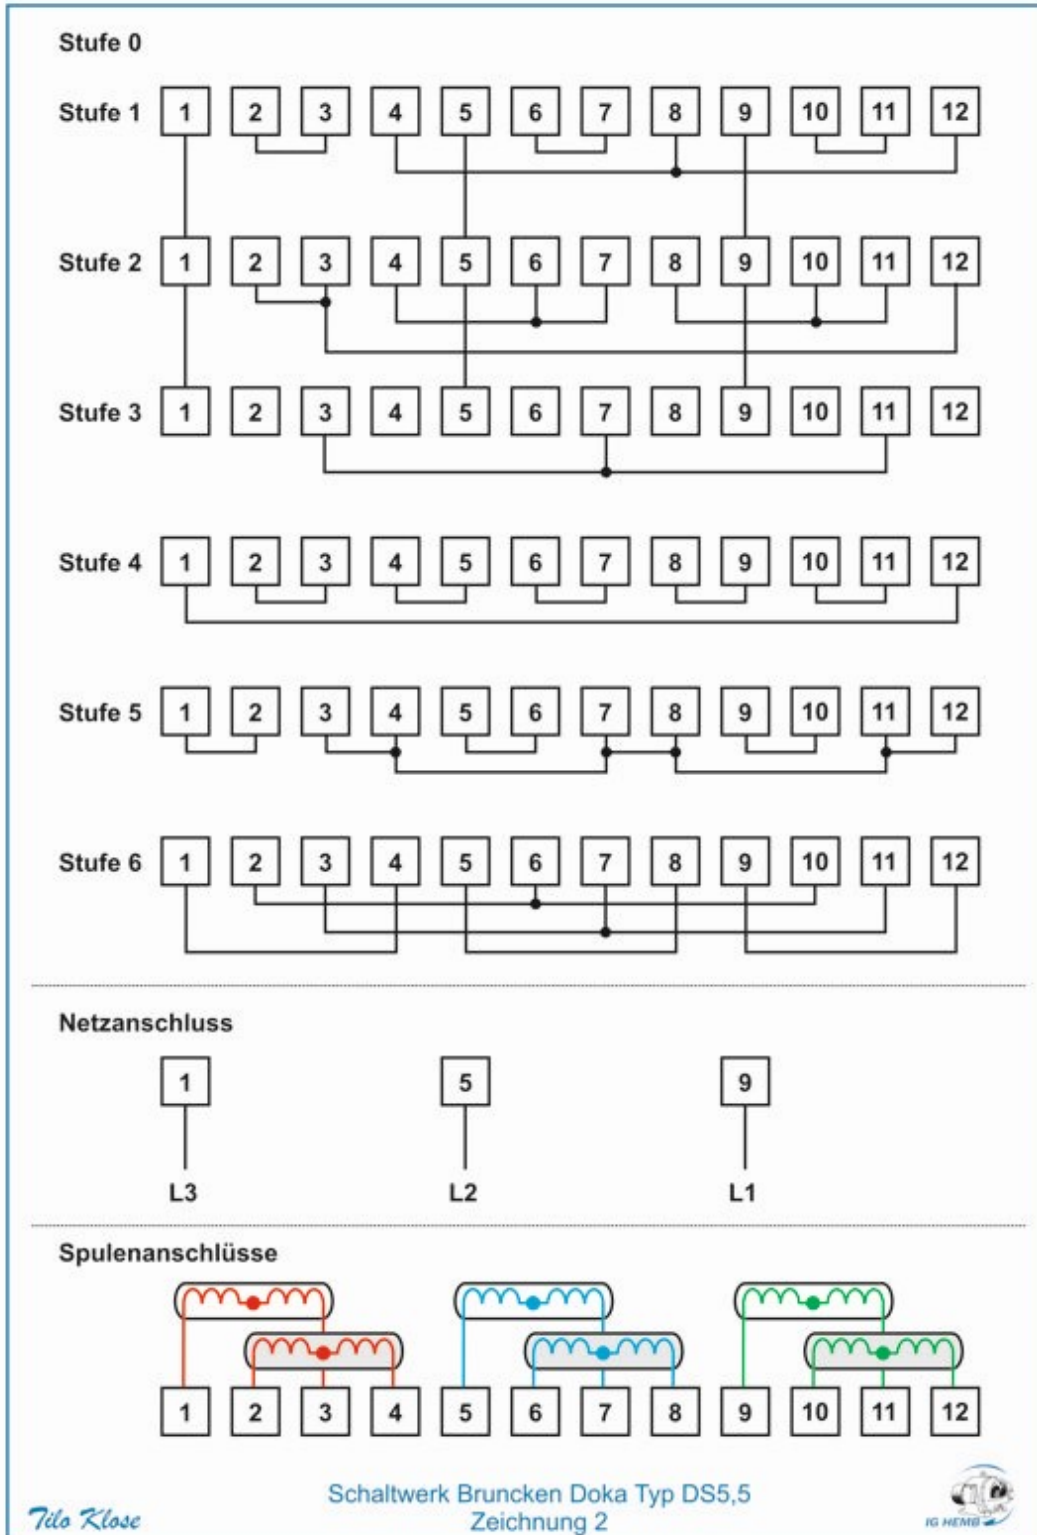 Stufe 0
Stufe 1 1 2 3 4 5 6 7 8 9 10 11 12
Stufe 2 1 2 3 4 5 6 7 8 9 10 11 12
Stufe 3 1 2 3 4 5 6 7 8 9 10 11 12
Stufe 4 1 2 3 4 5 6 7 8 9 10 11 12
Stufe 5 1 2 3 4 5 6 7 8 9 10 11 12
Stufe 6 1 2 3 4 5 6 7 8 9 10 11 12
Netzanschluss
1 5 9
L3 L2 L1
Spulenanschlüsse
1 2 3 4 5 6 7 8 9 10 11 12
Schaltwerk Bruncken Doka Typ DS5,5
Zeichnung 2
Tilo Klose
IG HEMB